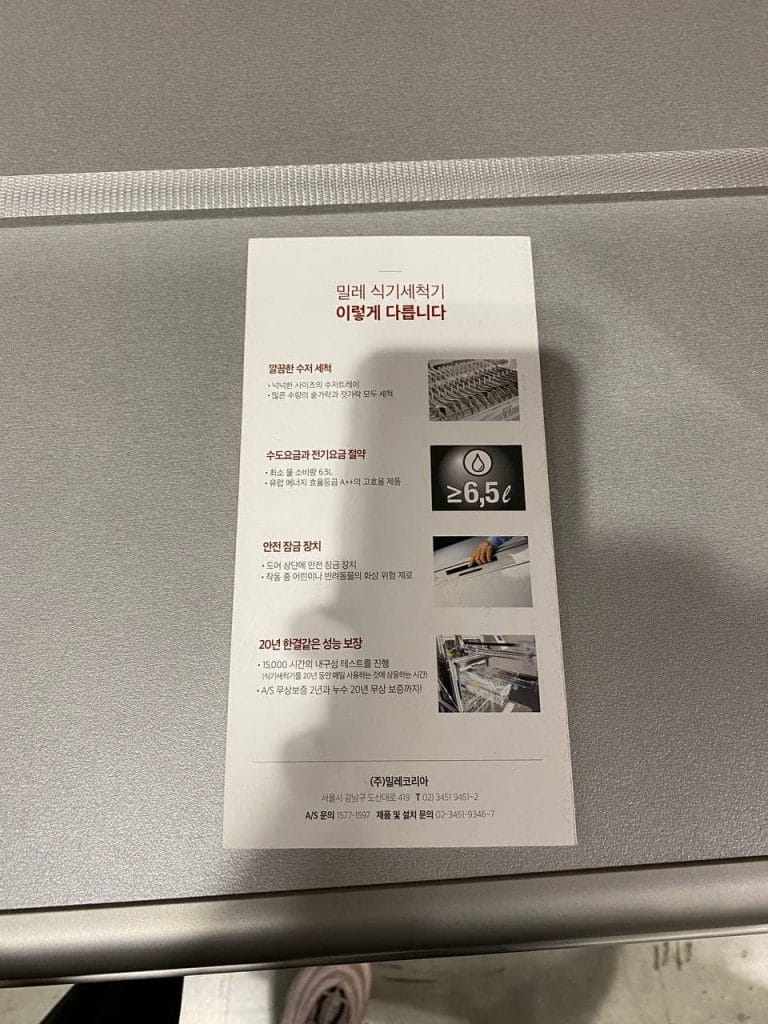 밀레 식기세척기
이렇게 다릅니다
깔끔한 수저 세척
• 넉넉한 사이즈의 수저트레이
• 많은 수량의 숟가락과 젓가락 모두 세척
수도요금과 전기요금 절약
• 최소 물 소비량 6.5L
• 유럽 에너지 효율등급 A++의 고효율 제품
≥6,5ℓ
안전 잠금 장치
• 도어 상단에 안전 잠금 장치
• 작동 중 어린이나 반려동물의 화상 위험 제로
20년 한결같은 성능 보장
• 15,000 시간의 내구성 테스트를 진행
(식기세척기를 20년 동안 매일 사용하는 것에 상응하는 시간)
• A/S 무상보증 2년과 누수 20년 무상 보증까지!
(주)밀레코리아
서울시 강남구 도산대로 419 T 02) 3451 9451~2
A/S 문의 1577-1597 제품 및 설치 문의 02-3451-9346~7